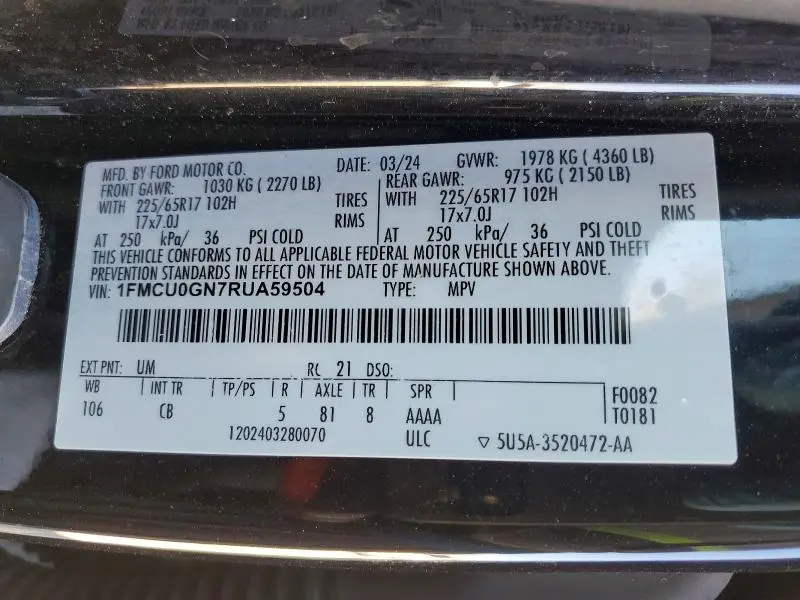 MFD. BY FORD MOTOR CO. DATE: 03/24 GVWR: 1978 KG ( 4360 LB)
FRONT GAWR: 1030 KG ( 2270 LB) REAR GAWR: 975 KG ( 2150 LB)
WITH 225/65R17 102H TIRES WITH 225/65R17 102H TIRES
17x7.0J RIMS 17x7.0J RIMS
AT 250 kPa/ 36 PSI COLD AT 250 kPa/ 36 PSI COLD
THIS VEHICLE CONFORMS TO ALL APPLICABLE FEDERAL MOTOR VEHICLE SAFETY AND THEFT
PREVENTION STANDARDS IN EFFECT ON THE DATE OF MANUFACTURE SHOWN ABOVE.
VIN: 1FMCU0GN7RUA59504 TYPE: MPV
EXT PNT: UM RC 21 DSO:
WB INT TR TP/PS R AXLE TR SPR F0082
106 CB 5 81 8 AAAA T0181
1202403280070 ULC 5U5A-3520472-AA